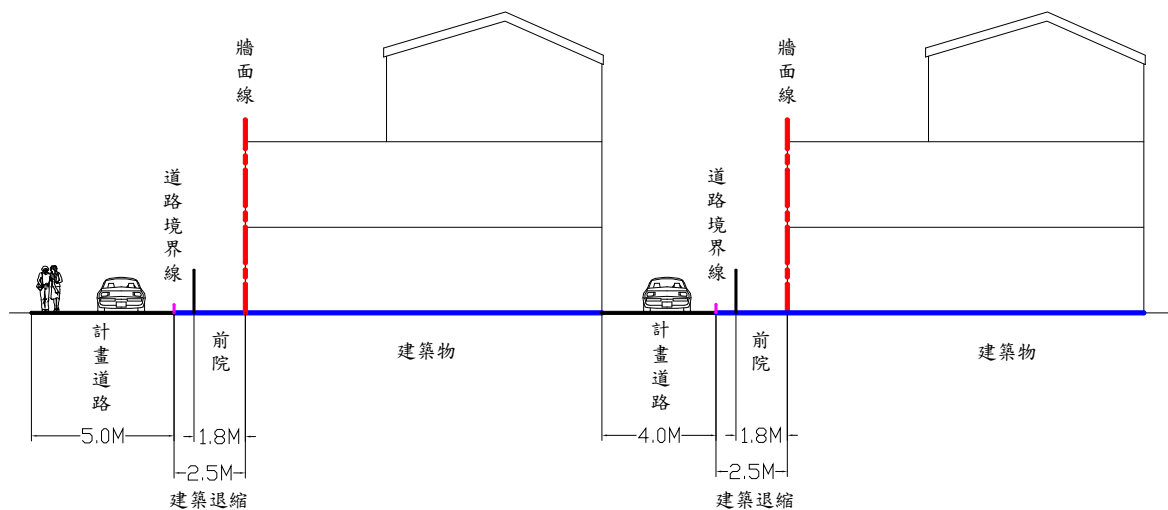 牆面線
牆面線
道路境界線
道路境界線
計畫道路
前院
建築物
計畫道路
前院
建築物
5.0M
1.8M
4.0M
1.8M
2.5M
2.5M
建築退縮
建築退縮